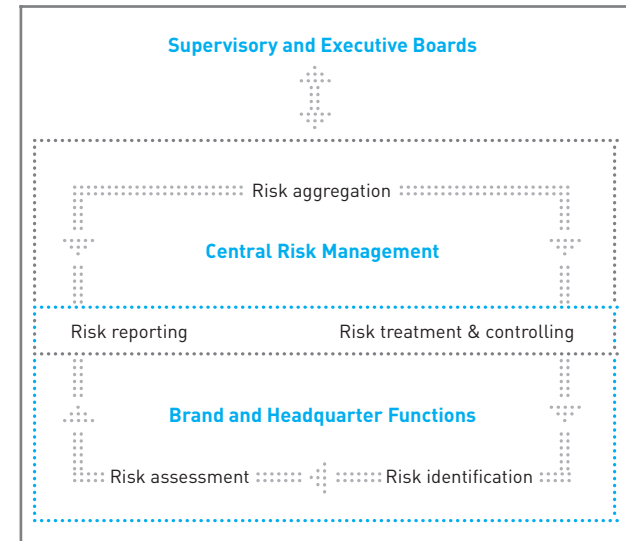 Supervisory and Executive Boards
Risk aggregation
Central Risk Management
Risk reporting
Risk treatment & controlling
Brand and Headquarter Functions
Risk assessment
Risk identification